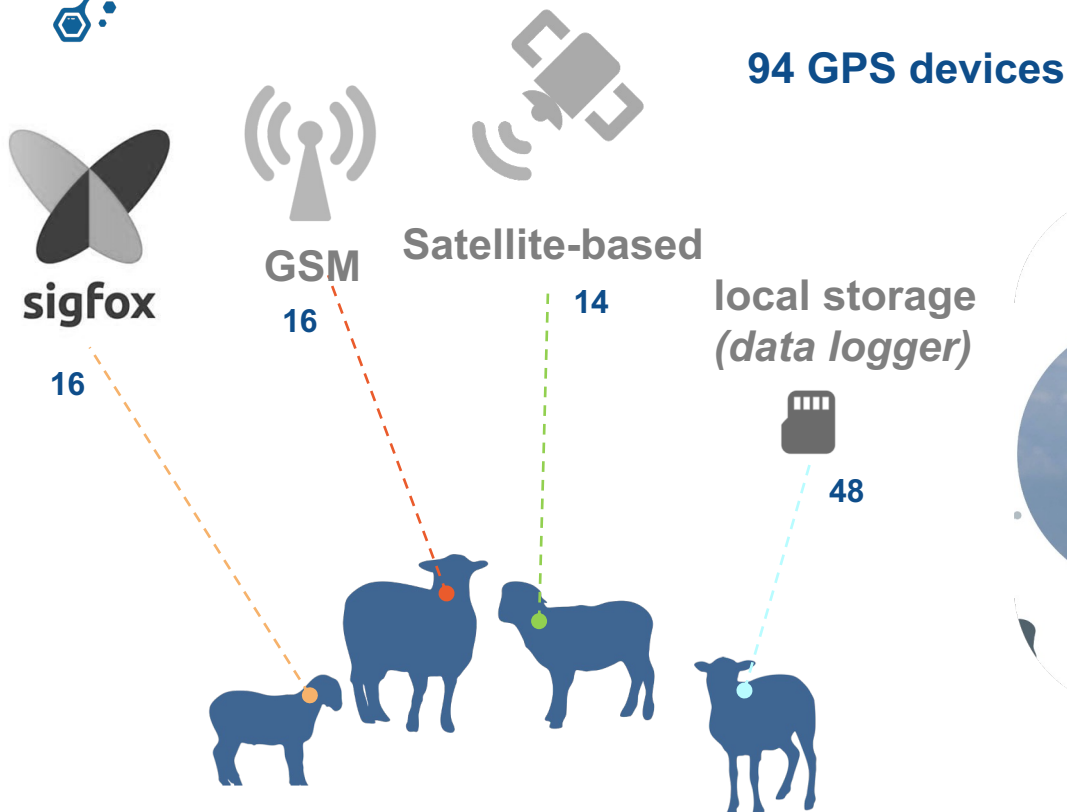 94 GPS devices
sigfox
16
GSM
16
Satellite-based
14
local storage
(data logger)
48